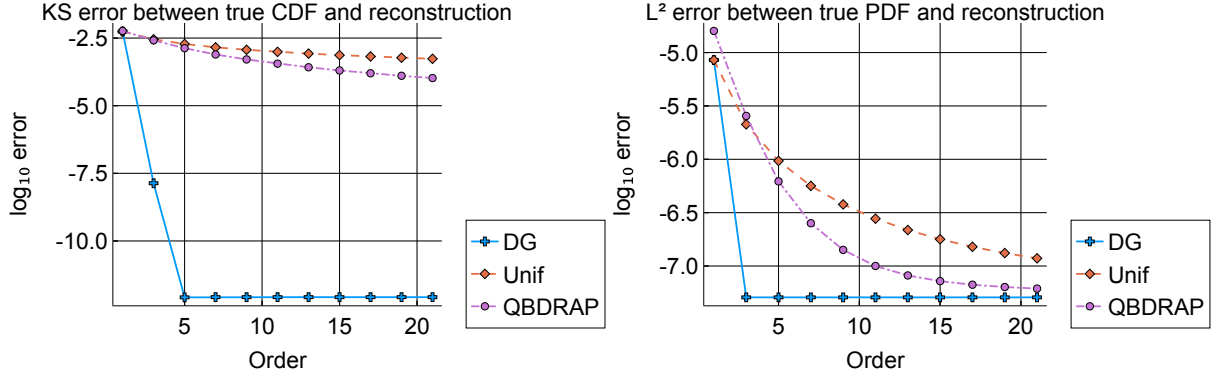 KS error between true CDF and reconstruction
log₁₀ error
-2.5
-5.0
-7.5
-10.0
5
10
15
20
Order
DG
Unif
QBDRAP
L² error between true PDF and reconstruction
log₁₀ error
-5.0
-5.5
-6.0
-6.5
-7.0
5
10
15
20
Order
DG
Unif
QBDRAP